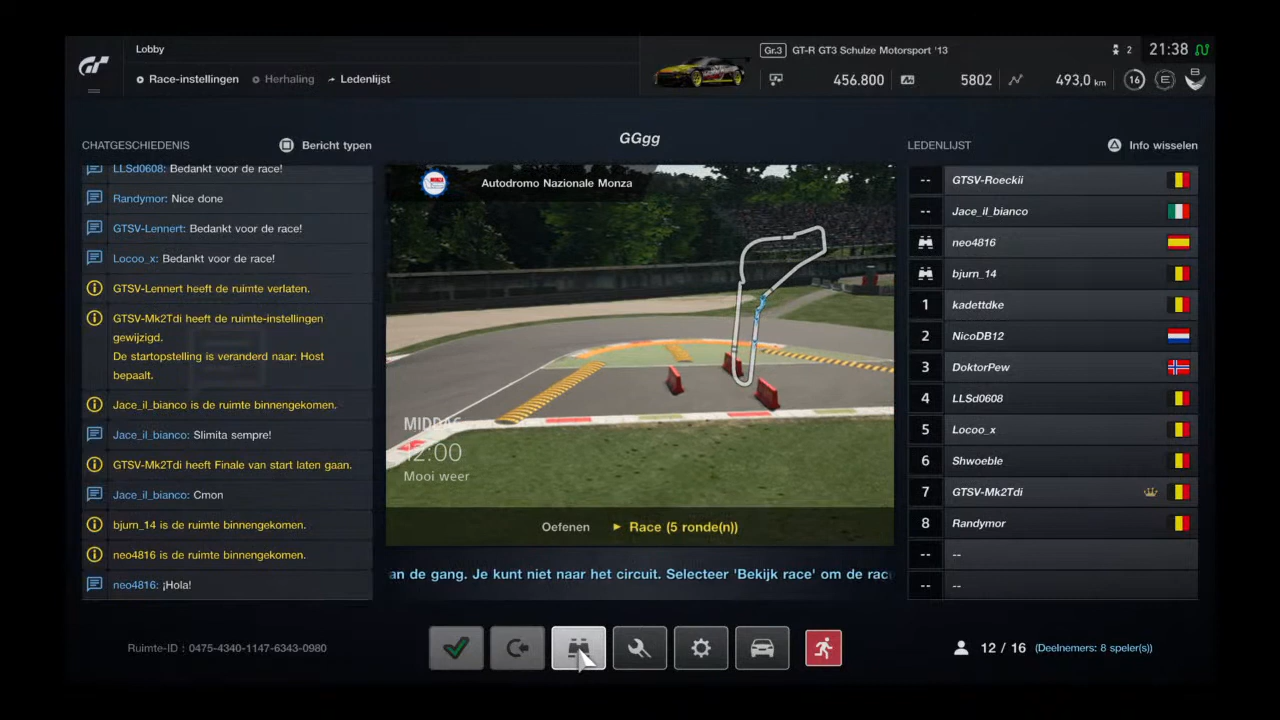 Lobby
Race-instellingen
Herhaling
Ledenlijst
Gr.3 GT-R GT3 Schulze Motorsport '13
2
21:38
456.800
5802
493,0 km
16
E
B
CHATGESCHIEDENIS
Bericht typen
LLSd0608: Bedankt voor de race!
Randymor: Nice done
GTSV-Lennert: Bedankt voor de race!
Locoo_x: Bedankt voor de race!
GTSV-Lennert heeft de ruimte verlaten.
GTSV-Mk2Tdi heeft de ruimte-instellingen
gewijzigd.
De startopstelling is veranderd naar: Host
bepaalt.
Jace_il_bianco is de ruimte binnengekomen.
Jace_il_bianco: Slimita sempre!
GTSV-Mk2Tdi heeft Finale van start laten gaan.
Jace_il_bianco: Cmon
bjurn_14 is de ruimte binnengekomen.
neo4816 is de ruimte binnengekomen.
neo4816: ¡Hola!
GGgg
Autodromo Nazionale Monza
MIDDAG
12:00
Mooi weer
Oefenen
Race (5 ronde(n))
an de gang. Je kunt niet naar het circuit. Selecteer 'Bekijk race' om de rac
LEDENLIJST
Info wisselen
-- GTSV-Roeckii
-- Jace_il_bianco
neo4816
bjurn_14
1 kadettdke
2 NicoDB12
3 DoktorPew
4 LLSd0608
5 Locoo_x
6 Shwoeble
7 GTSV-Mk2Tdi
8 Randymor
-- --
-- --
Ruimte-ID : 0475-4340-1147-6343-0980
12 / 16 (Deelnemers: 8 speler(s))